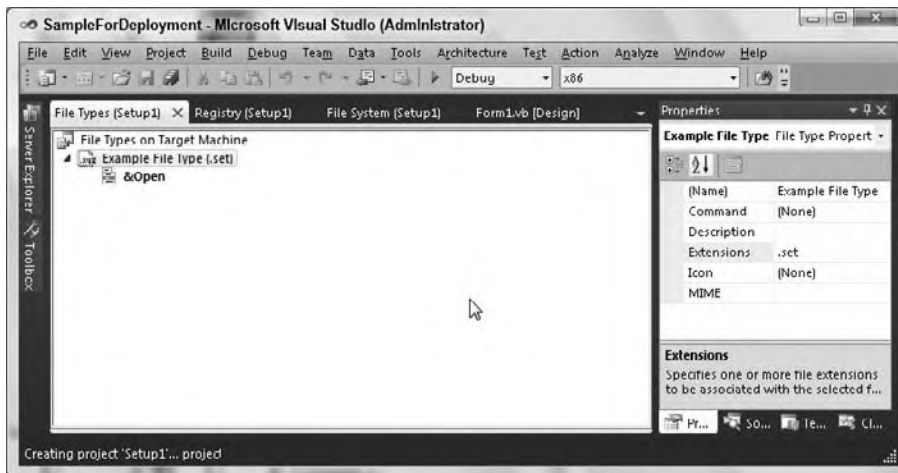 SampleForDeployment - Microsoft Visual Studio (Administrator)
File Edit View Project Build Debug Team Data Tools Architecture Test Action Analyze Window Help
Debug x86
Server Explorer
Toolbox
File Types (Setup1) Registry (Setup1) File System (Setup1) Form1.vb [Design]
File Types on Target Machine
Example File Type (.set)
&Open
Properties
Example File Type File Type Propert
(Name) Example File Type
Command (None)
Description
Extensions .set
Icon (None)
MIME
Extensions
Specifies one or more file extensions
to be associated with the selected f...
Pr... So... Te... Cl...
Creating project 'Setup1'... project